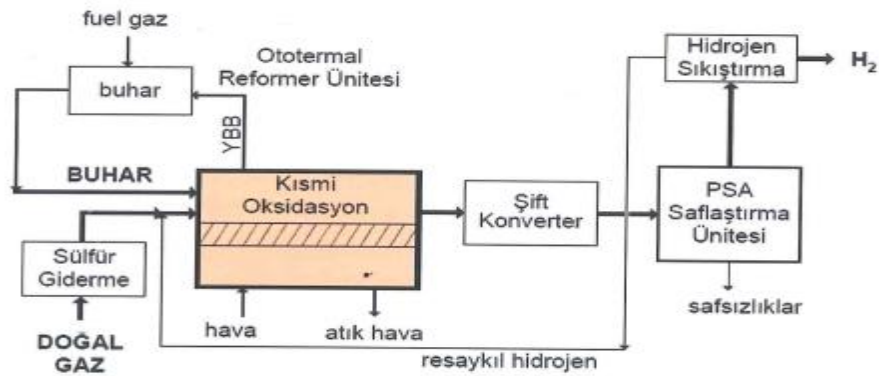 fuel gaz
buhar
Ototermal
Reformer Ünitesi
YBB
Hidrojen
Sıkıştırma
H₂
BUHAR
Kısmi
Oksidasyon
Şift
Konverter
PSA
Saflaştırma
Ünitesi
Sülfür
Giderme
DOĞAL
GAZ
hava
atık hava
resaykıl hidrojen
safsızlıklar